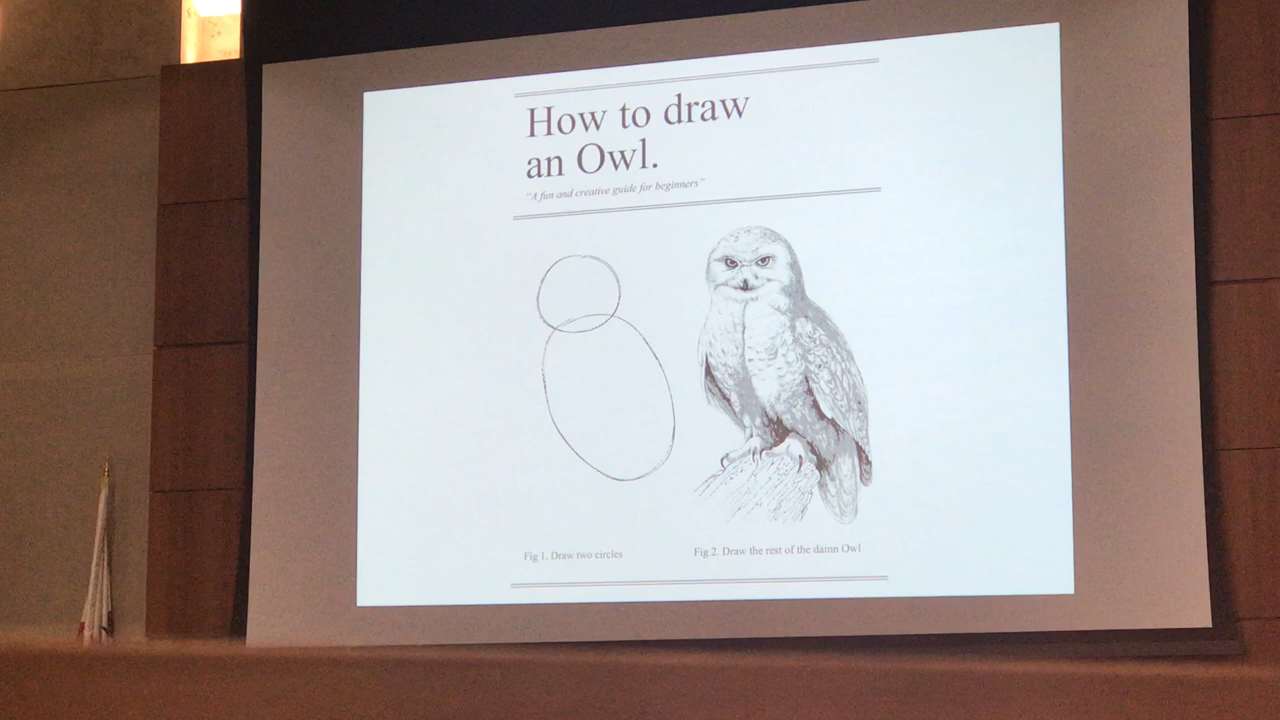 How to draw
an Owl.
"A fun and creative guide for beginners"
Fig 1. Draw two circles
Fig 2. Draw the rest of the damn Owl